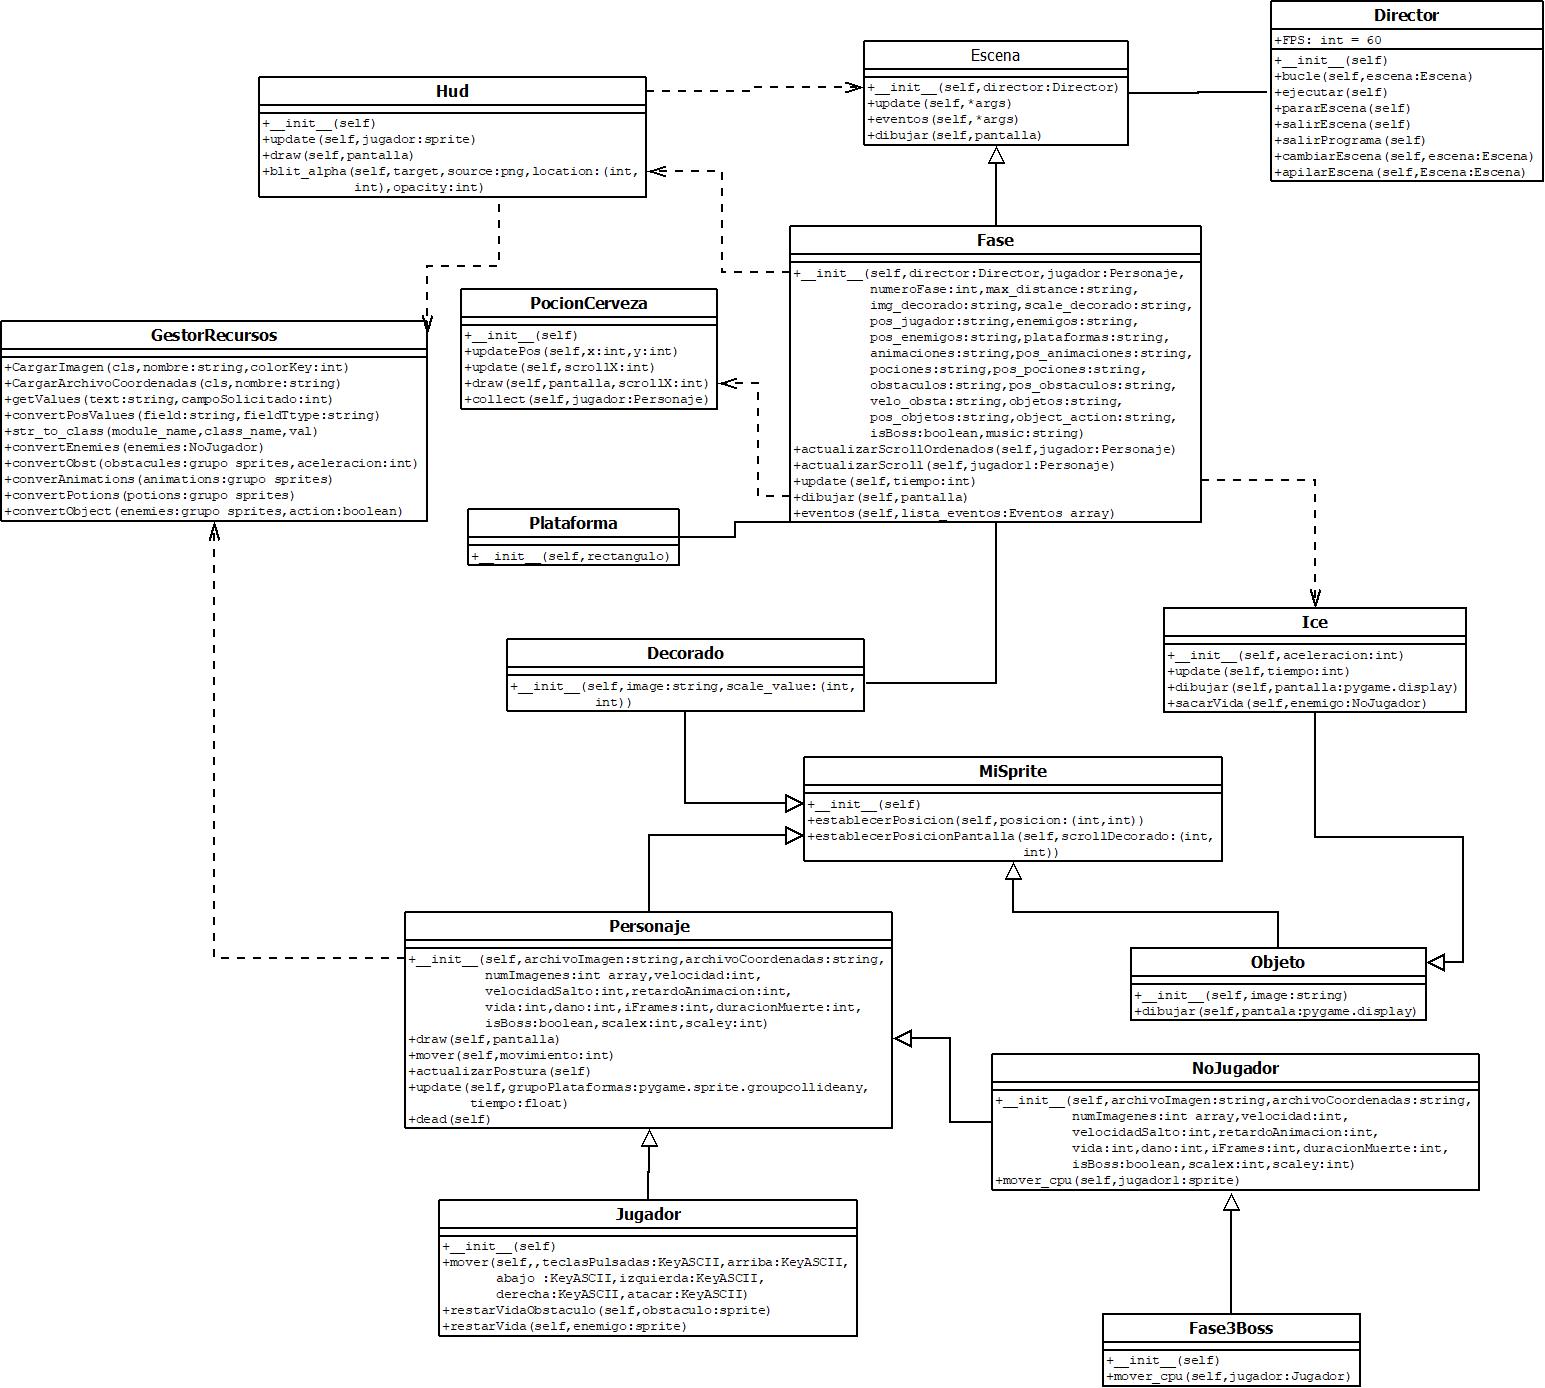 Director
+FPS: int = 60
+__init__(self)
+bucle(self,escena:Escena)
+ejecutar(self)
+pararEscena(self)
+salirEscena(self)
+salirPrograma(self)
+cambiarEscena(self,escena:Escena)
+apilarEscena(self,Escena:Escena)
Escena
+__init__(self,director:Director)
+update(self,*args)
+eventos(self,*args)
+dibujar(self,pantalla)
Hud
+__init__(self)
+update(self,jugador:sprite)
+draw(self,pantalla)
+blit_alpha(self,target,source:png,location:(int,
int),opacity:int)
Fase
+__init__(self,director:Director,jugador:Personaje,
numeroFase:int,max_distance:string,
img_decorado:string,scale_decorado:string,
pos_jugador:string,enemigos:string,
pos_enemigos:string,plataformas:string,
animaciones:string,pos_animaciones:string,
pociones:string,pos_pociones:string,
obstaculos:string,pos_obstaculos:string,
velo_obsta:string,objetos:string,
pos_objetos:string,object_action:string,
isBoss:boolean,music:string)
+actualizarScrollOrdenados(self,jugador:Personaje)
+actualizarScroll(self,jugador1:Personaje)
+update(self,tiempo:int)
+dibujar(self,pantalla)
+eventos(self,lista_eventos:Eventos array)
PocionCerveza
+__init__(self)
+updatePos(self,x:int,y:int)
+update(self,scrollX:int)
+draw(self,pantalla,scrollX:int)
+collect(self,jugador:Personaje)
GestorRecursos
+CargarImagen(cls,nombre:string,colorKey:int)
+CargarArchivoCoordenadas(cls,nombre:string)
+getValues(text:string,campoSolicitado:int)
+convertPosValues(field:string,fieldTtype:string)
+str_to_class(module_name,class_name,val)
+convertEnemies(enemies:NoJugador)
+convertObst(obstacules:grupo sprites,aceleracion:int)
+converAnimations(animations:grupo sprites)
+convertPotions(potions:grupo sprites)
+convertObject(enemies:grupo sprites,action:boolean)
Plataforma
+__init__(self,rectangulo)
Ice
+__init__(self,aceleracion:int)
+update(self,tiempo:int)
+dibujar(self,pantalla:pygame.display)
+sacarVida(self,enemigo:NoJugador)
Decorado
+__init__(self,image:string,scale_value:(int,
int))
MiSprite
+__init__(self)
+establecerPosicion(self,posicion:(int,int))
+establecerPosicionPantalla(self,scrollDecorado:(int,
int))
Personaje
+__init__(self,archivoImagen:string,archivoCoordenadas:string,
numImagenes:int array,velocidad:int,
velocidadSalto:int,retardoAnimacion:int,
vida:int,dano:int,iFrames:int,duracionMuerte:int,
isBoss:boolean,scalex:int,scaley:int)
+draw(self,pantalla)
+mover(self,movimiento:int)
+actualizarPostura(self)
+update(self,grupoPlataformas:pygame.sprite.groupcollideany,
tiempo:float)
+dead(self)
Objeto
+__init__(self,image:string)
+dibujar(self,pantala:pygame.display)
NoJugador
+__init__(self,archivoImagen:string,archivoCoordenadas:string,
numImagenes:int array,velocidad:int,
velocidadSalto:int,retardoAnimacion:int,
vida:int,dano:int,iFrames:int,duracionMuerte:int,
isBoss:boolean,scalex:int,scaley:int)
+mover_cpu(self,jugador1:sprite)
Jugador
+__init__(self)
+mover(self,,teclasPulsadas:KeyASCII,arriba:KeyASCII,
abajo :KeyASCII,izquierda:KeyASCII,
derecha:KeyASCII,atacar:KeyASCII)
+restarVidaObstaculo(self,obstaculo:sprite)
+restarVida(self,enemigo:sprite)
Fase3Boss
+__init__(self)
+mover_cpu(self,jugador:Jugador)